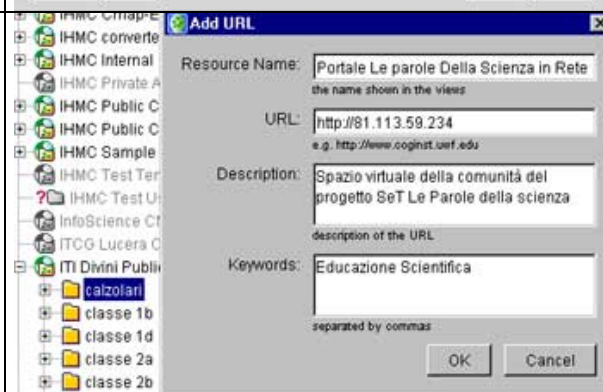 IHMC Cmap-E
IHMC converte
IHMC Internal
IHMC Private A
IHMC Public C
IHMC Public C
IHMC Sample
IHMC Test Ter
IHMC Test U
InfoScience
ITCG Lucera
ITI Divini Publi
calzolari
classe 1b
classe 1d
classe 2a
classe 2b
Add URL
Resource Name: Portale Le parole Della Scienza in Rete
the name shown in the views
URL: http://81.113.59.234
e.g. http://www.coginst.uwf.edu
Description: Spazio virtuale della comunità del
progetto SeT Le Parole della scienza
description of the URL
Keywords: Educazione Scientifica
separated by commas
OK Cancel